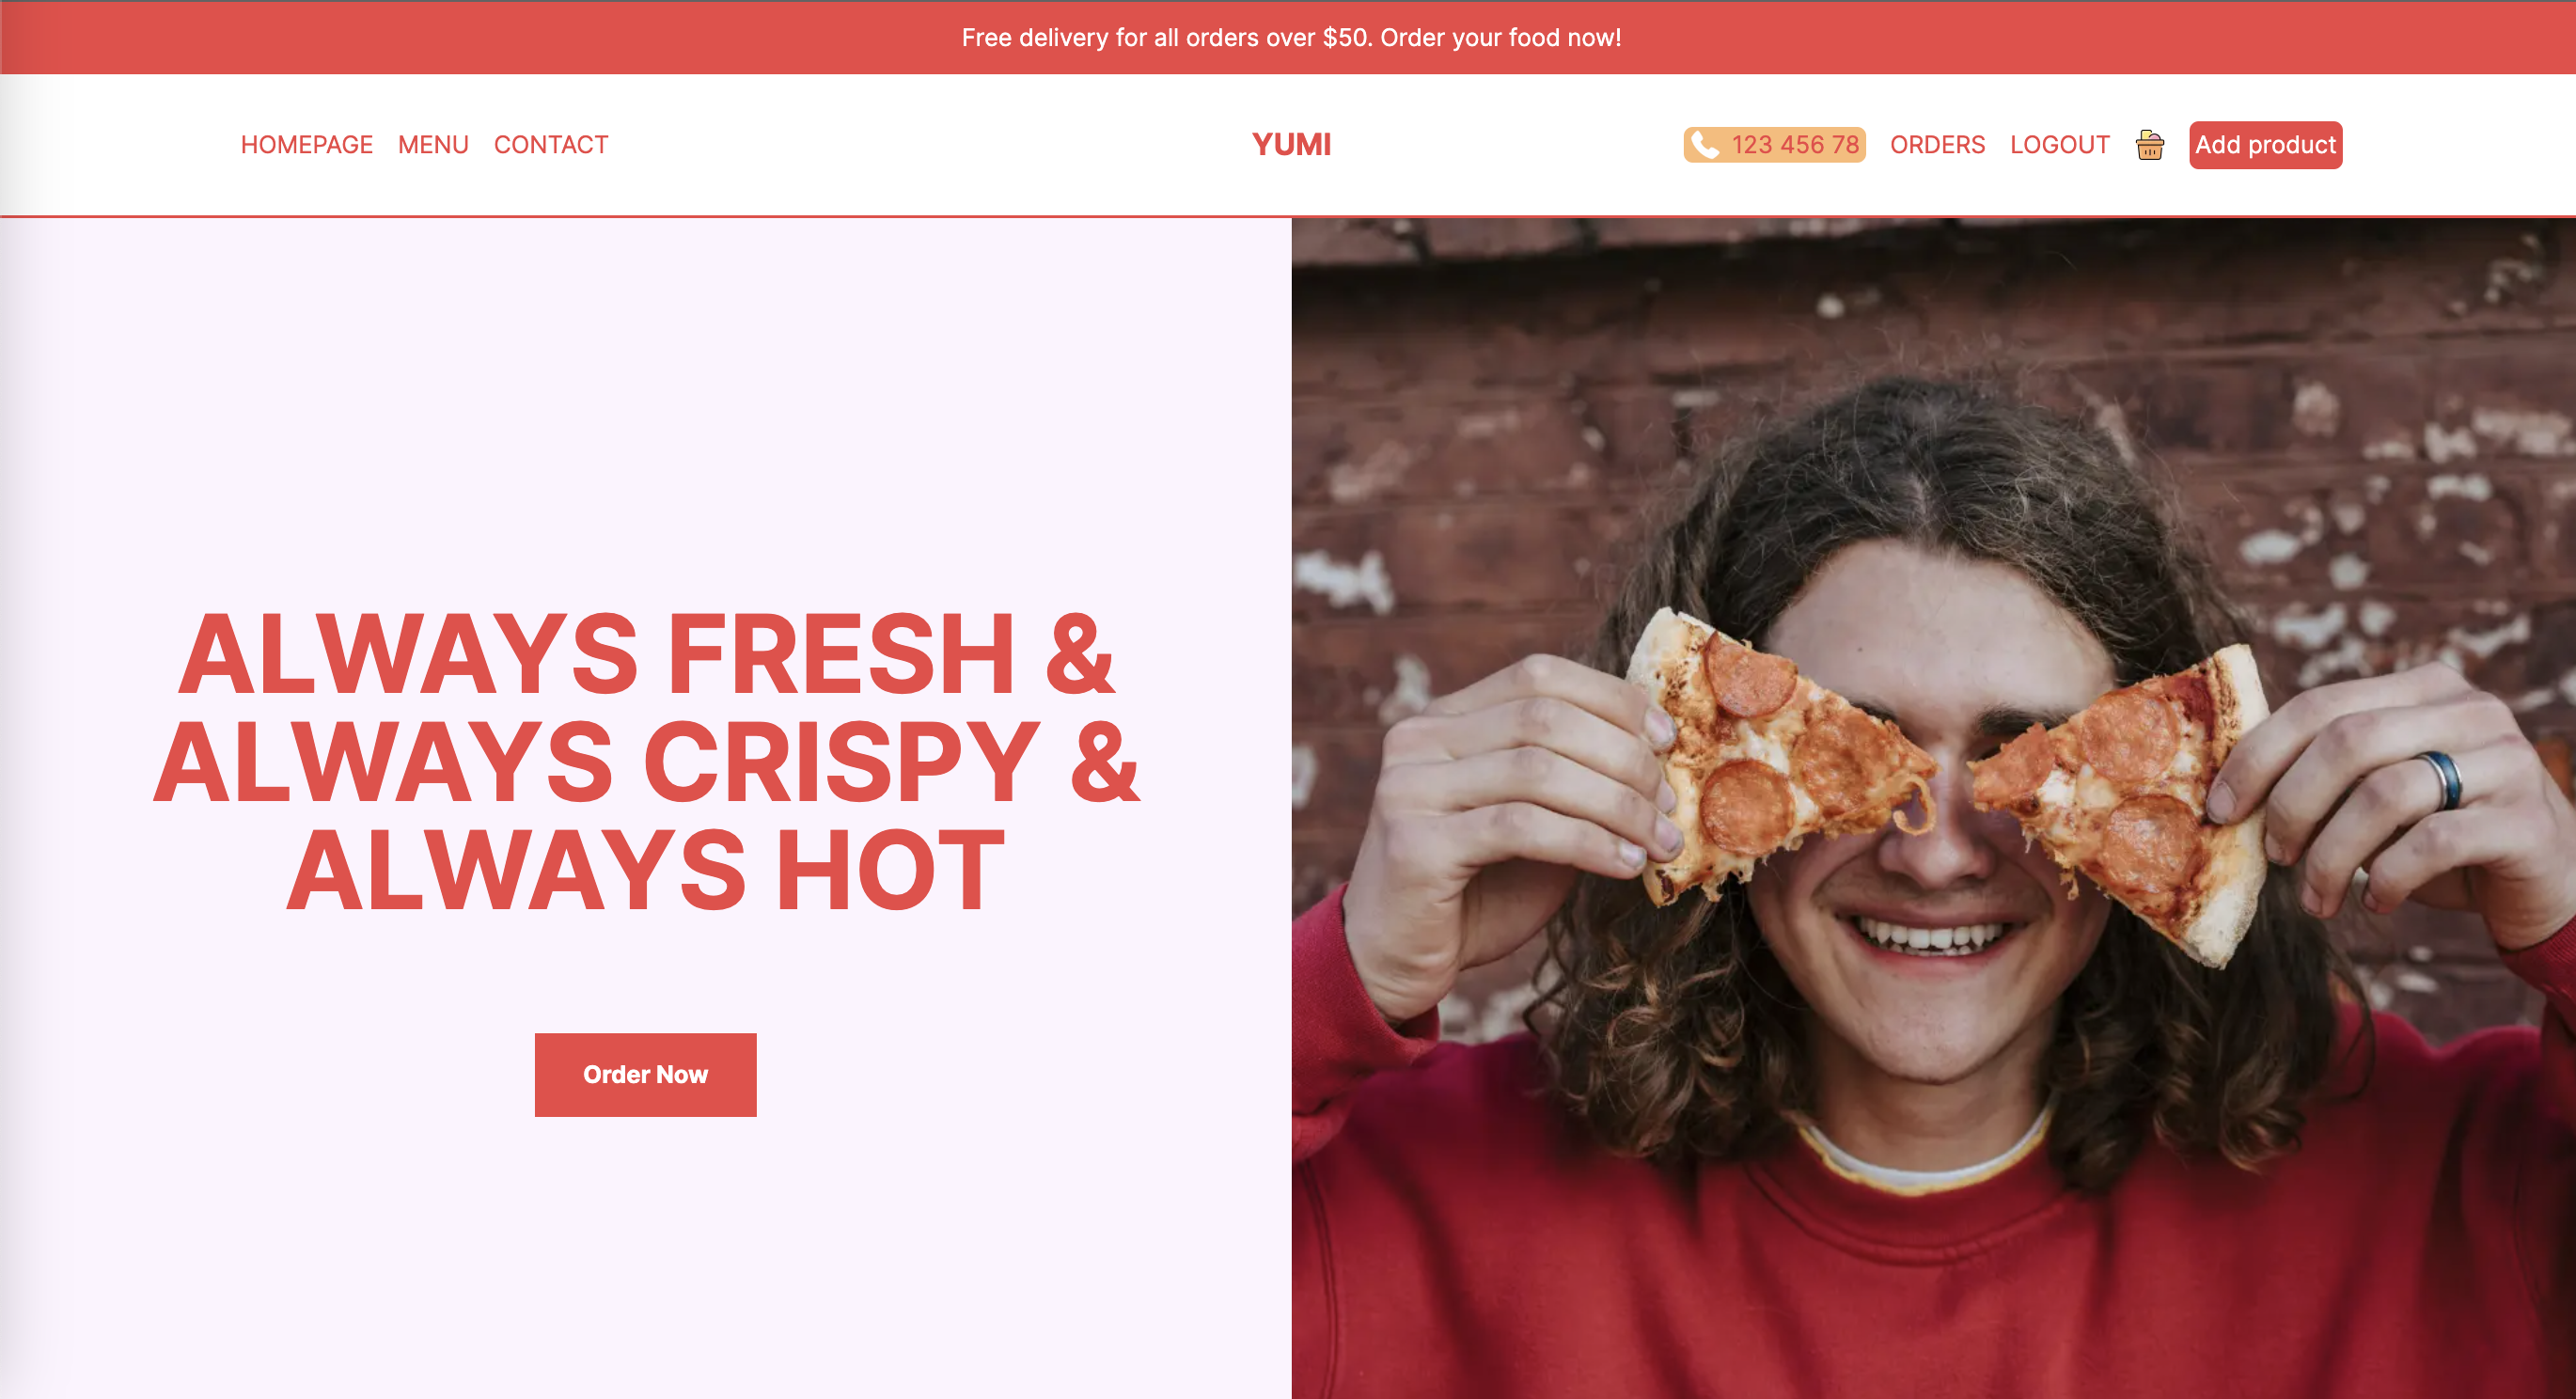 Free delivery for all orders over $50. Order your food now!
HOMEPAGE MENU CONTACT YUMI 123 456 78 ORDERS LOGOUT Add product
ALWAYS FRESH &
ALWAYS CRISPY &
ALWAYS HOT
Order Now